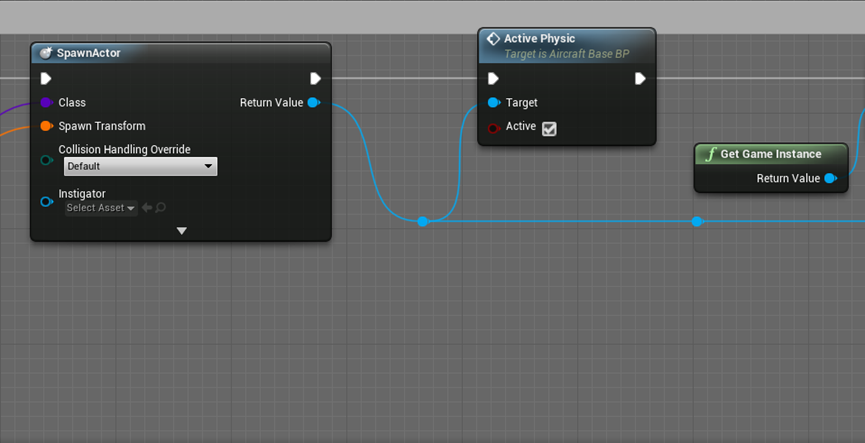 SpawnActor
Class
Return Value
Spawn Transform
Collision Handling Override
Default
Instigator
Select Asset
Active Physic
Target is Aircraft Base BP
Target
Active
Get Game Instance
Return Value